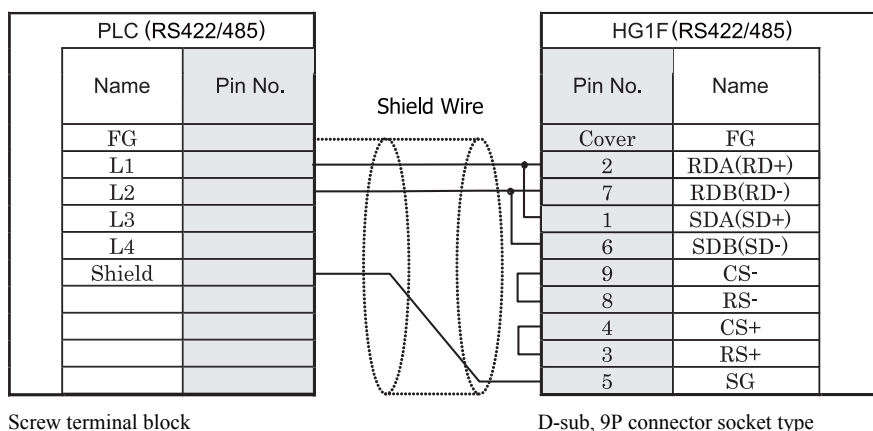 PLC (RS422/485) HG1F(RS422/485)
Name Pin No. Pin No. Name
Shield Wire
FG Cover FG
L1 2 RDA(RD+)
L2 7 RDB(RD-)
L3 1 SDA(SD+)
L4 6 SDB(SD-)
Shield 9 CS-
8 RS-
4 CS+
3 RS+
5 SG
Screw terminal block D-sub, 9P connector socket type